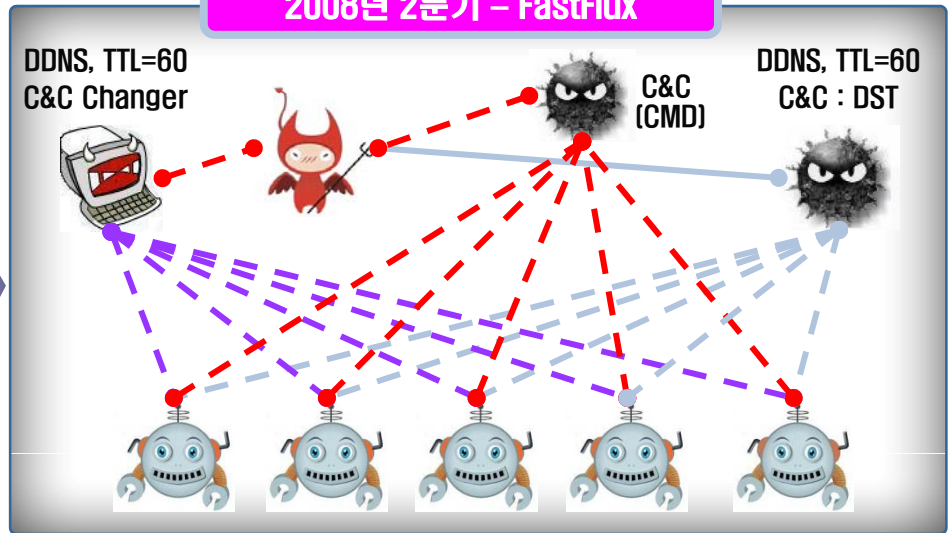 2008년 2분기 – FastFlux
DDNS, TTL=60
C&C Changer
C&C
(CMD)
DDNS, TTL=60
C&C : DST